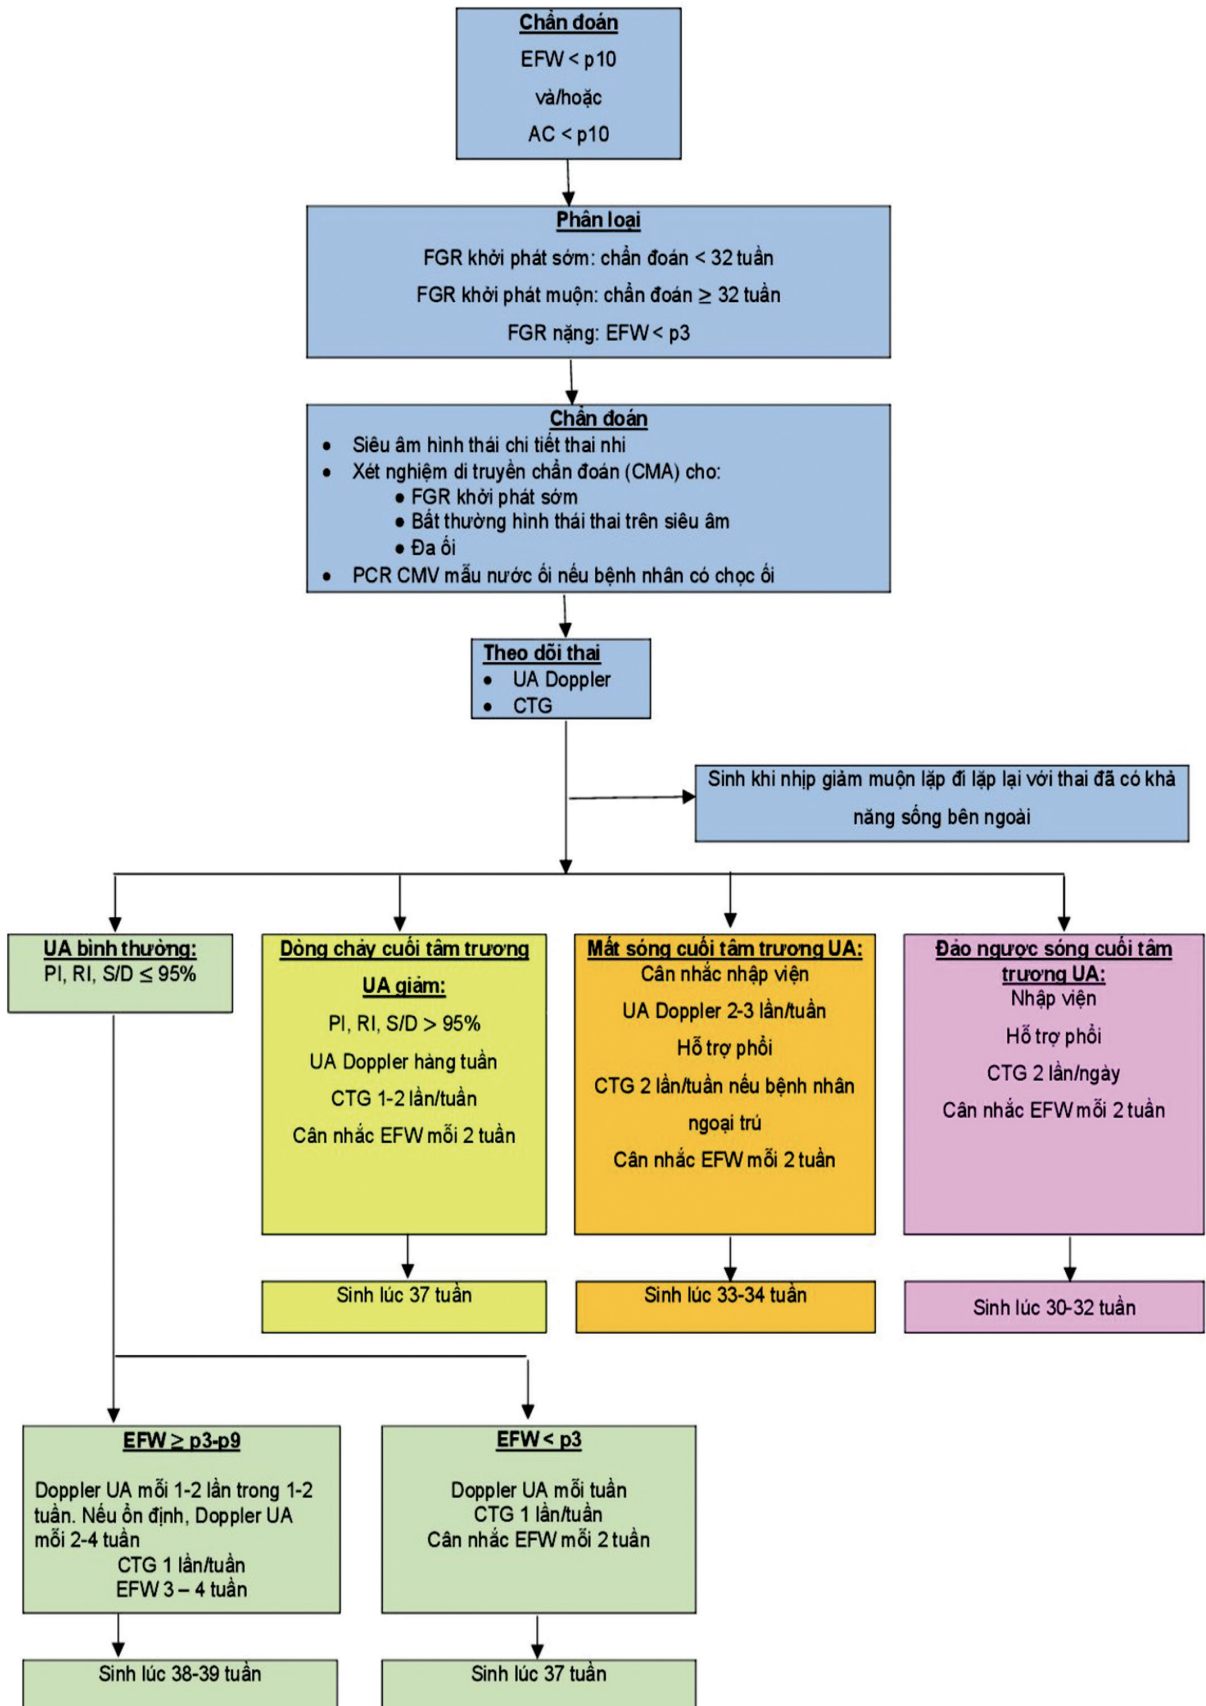 Chẩn đoán
EFW < p10
và/hoặc
AC < p10
Phân loại
FGR khởi phát sớm: chẩn đoán < 32 tuần
FGR khởi phát muộn: chẩn đoán ≥ 32 tuần
FGR nặng: EFW < p3
Chẩn đoán
• Siêu âm hình thái chi tiết thai nhi
• Xét nghiệm di truyền chẩn đoán (CMA) cho:
• FGR khởi phát sớm
• Bất thường hình thái thai trên siêu âm
• Đa ối
• PCR CMV mẫu nước ối nếu bệnh nhân có chọc ối
Theo dõi thai
• UA Doppler
• CTG
Sinh khi nhịp giảm muộn lặp đi lặp lại với thai đã có khả
năng sống bên ngoài
UA bình thường:
PI, RI, S/D ≤ 95%
Dòng chảy cuối tâm trương
UA giảm:
PI, RI, S/D > 95%
UA Doppler hàng tuần
CTG 1-2 lần/tuần
Cân nhắc EFW mỗi 2 tuần
Mất sóng cuối tâm trương UA:
Cân nhắc nhập viện
UA Doppler 2-3 lần/tuần
Hỗ trợ phổi
CTG 2 lần/tuần nếu bệnh nhân
ngoại trú
Cân nhắc EFW mỗi 2 tuần
Đảo ngược sóng cuối tâm
trương UA:
Nhập viện
Hỗ trợ phổi
CTG 2 lần/ngày
Cân nhắc EFW mỗi 2 tuần
Sinh lúc 37 tuần
Sinh lúc 33-34 tuần
Sinh lúc 30-32 tuần
EFW ≥ p3-p9
Doppler UA mỗi 1-2 lần trong 1-2
tuần. Nếu ổn định, Doppler UA
mỗi 2-4 tuần
CTG 1 lần/tuần
EFW 3 – 4 tuần
EFW < p3
Doppler UA mỗi tuần
CTG 1 lần/tuần
Cân nhắc EFW mỗi 2 tuần
Sinh lúc 38-39 tuần
Sinh lúc 37 tuần